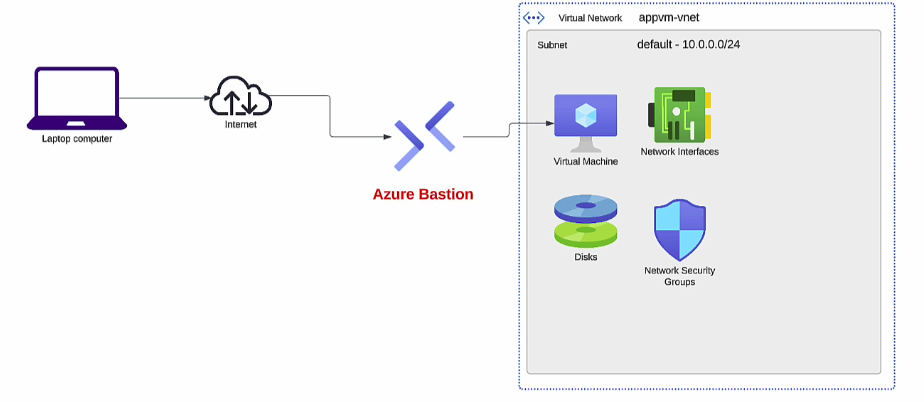 Virtual Network appvm-vnet
Subnet default - 10.0.0.0/24
Laptop computer
Internet
Azure Bastion
Virtual Machine
Network Interfaces
Disks
Network Security
Groups